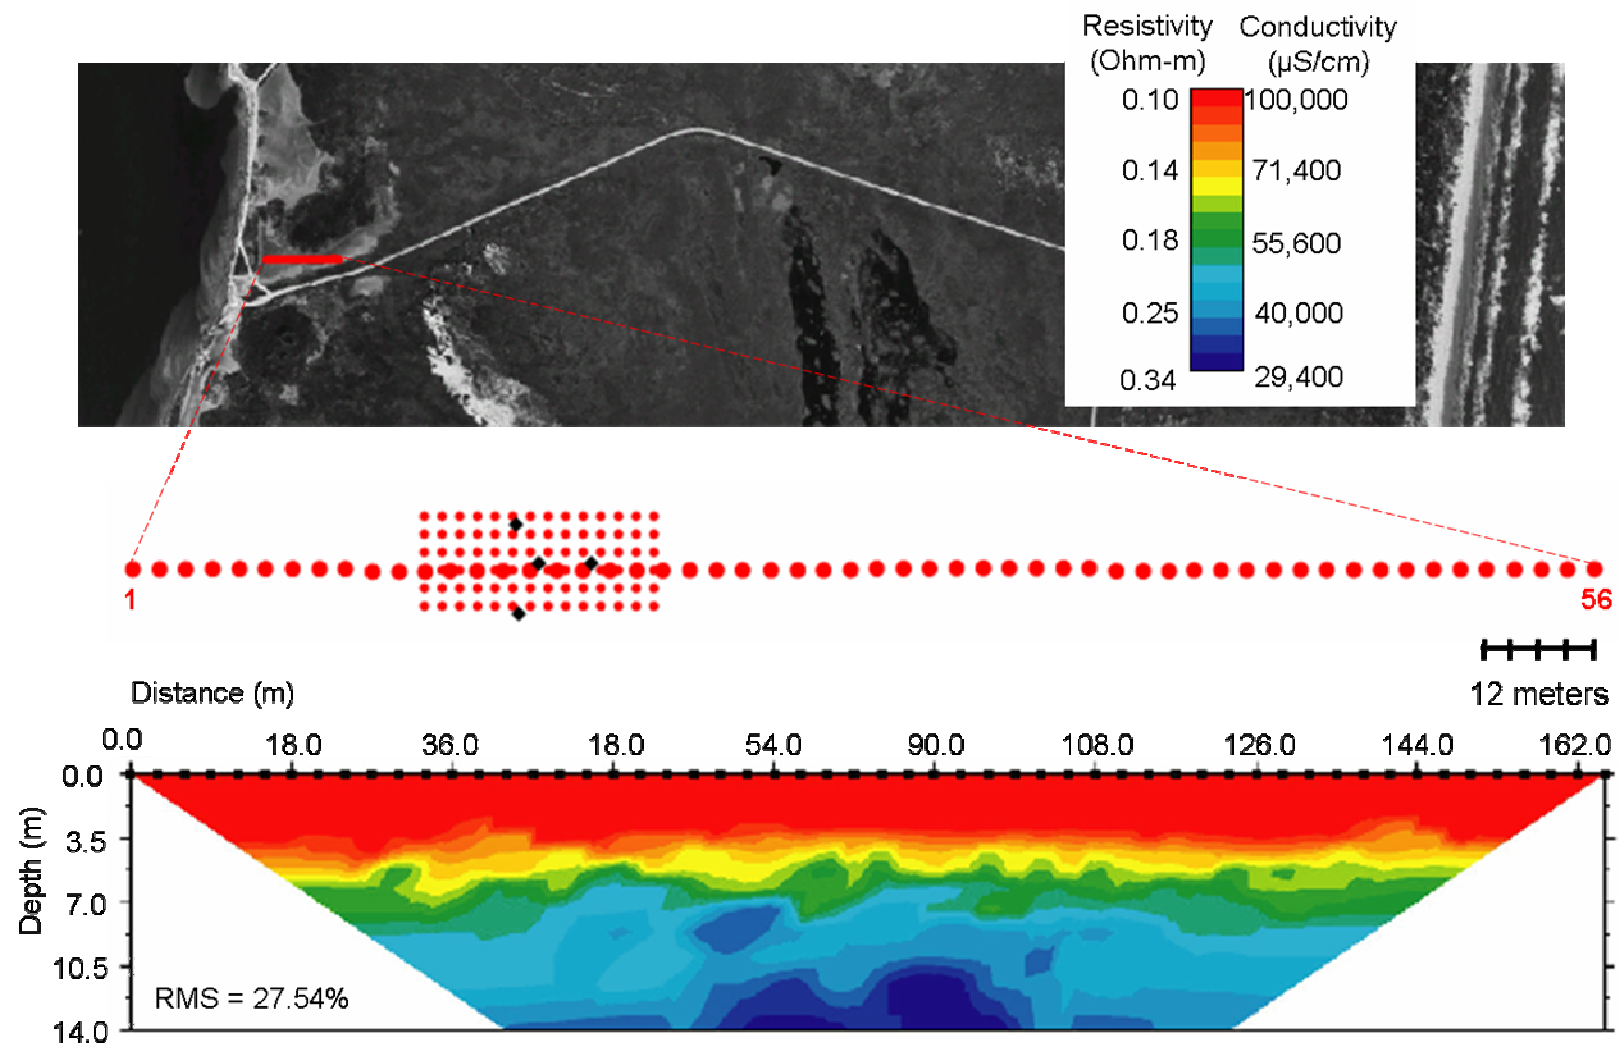 Resistivity Conductivity
(Ohm-m) (µS/cm)
0.10 100,000
0.14 71,400
0.18 55,600
0.25 40,000
0.34 29,400
1 56
12 meters
Distance (m)
0.0 18.0 36.0 18.0 54.0 90.0 108.0 126.0 144.0 162.0
Depth (m)
0.0
3.5
7.0
10.5
14.0
RMS = 27.54%